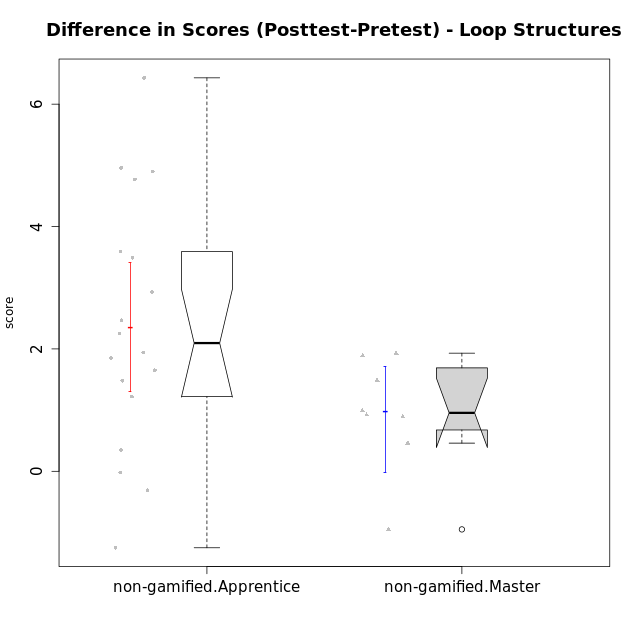 Difference in Scores (Posttest-Pretest) - Loop Structures
6
4
2
0
score
non-gamified.Apprentice
non-gamified.Master